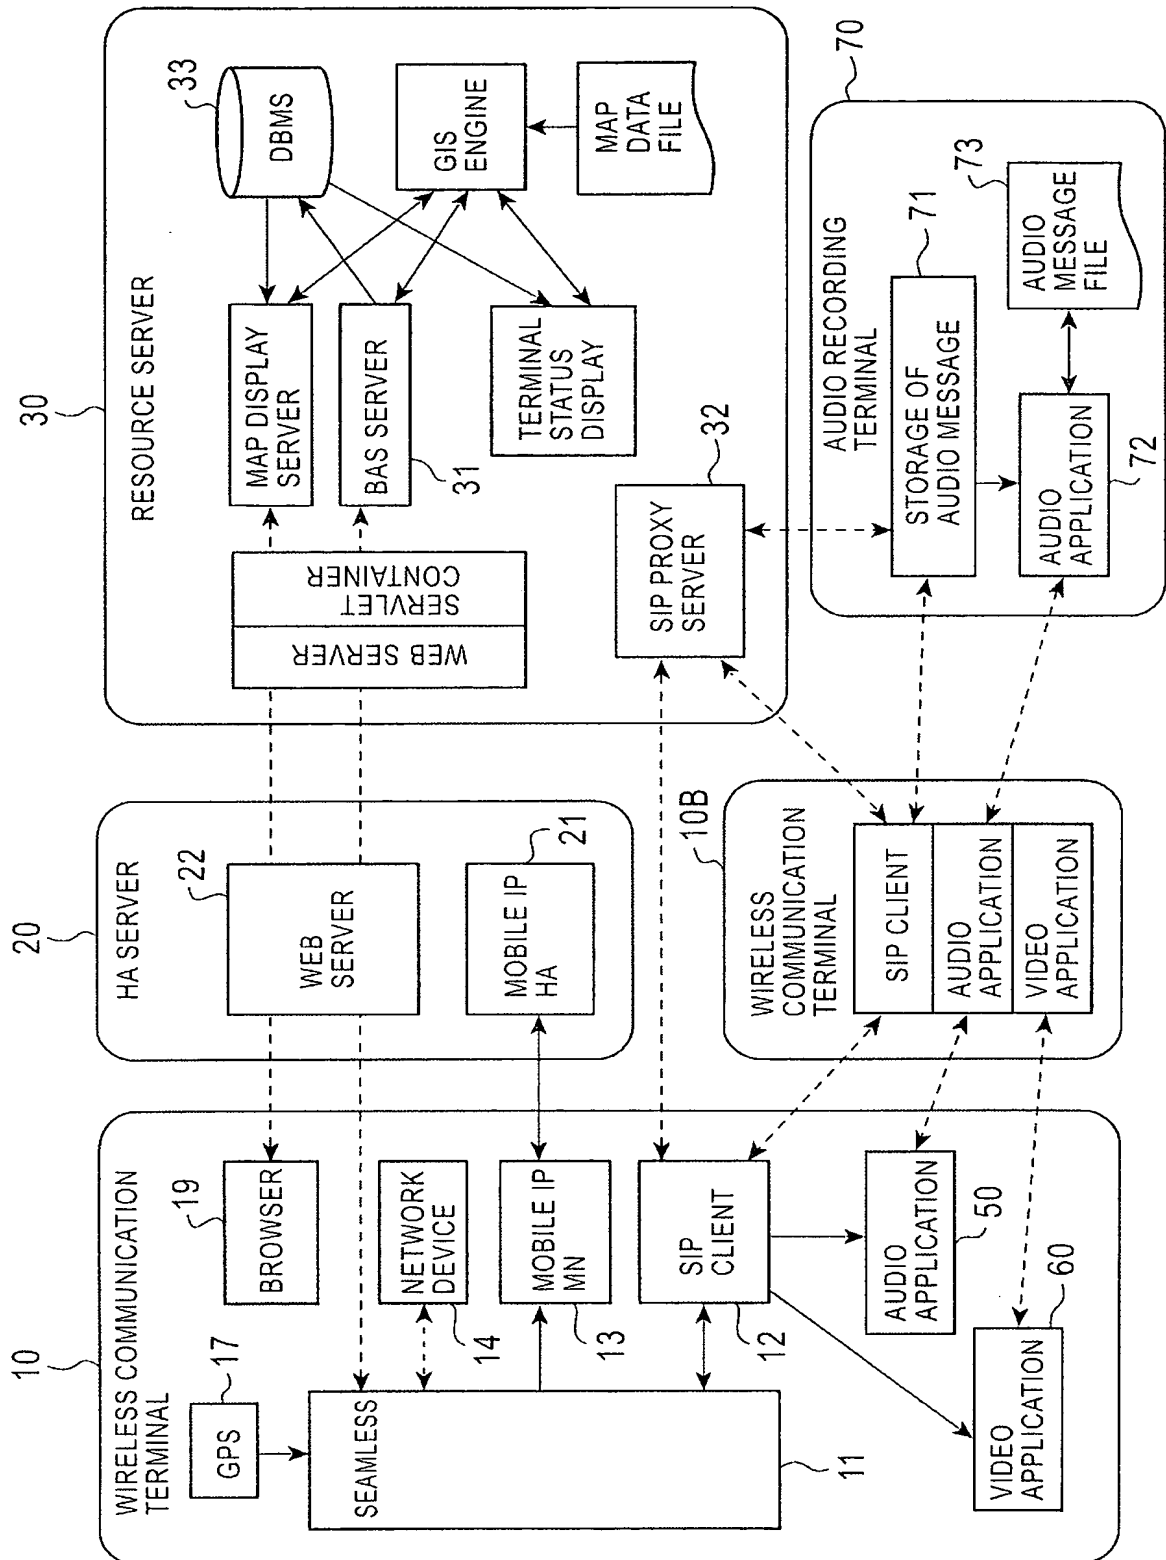 10
WIRELESS COMMUNICATION
TERMINAL
17
GPS
SEAMLESS
11
19
BROWSER
NETWORK
DEVICE
14
MOBILE IP
MN
13
SIP
CLIENT
12
AUDIO
APPLICATION
50
VIDEO
APPLICATION
60
20
HA SERVER
22
WEB
SERVER
21
MOBILE IP
HA
10B
WIRELESS
COMMUNICATION
TERMINAL
SIP CLIENT
AUDIO
APPLICATION
VIDEO
APPLICATION
30
RESOURCE SERVER
WEB SERVER
SERVLET
CONTAINER
MAP DISPLAY
SERVER
BAS SERVER
31
TERMINAL
STATUS
DISPLAY
33
DBMS
GIS
ENGINE
MAP
DATA
FILE
SIP PROXY
SERVER
32
70
AUDIO RECORDING
TERMINAL
STORAGE OF
AUDIO MESSAGE
71
AUDIO
APPLICATION
72
AUDIO
MESSAGE
FILE
73